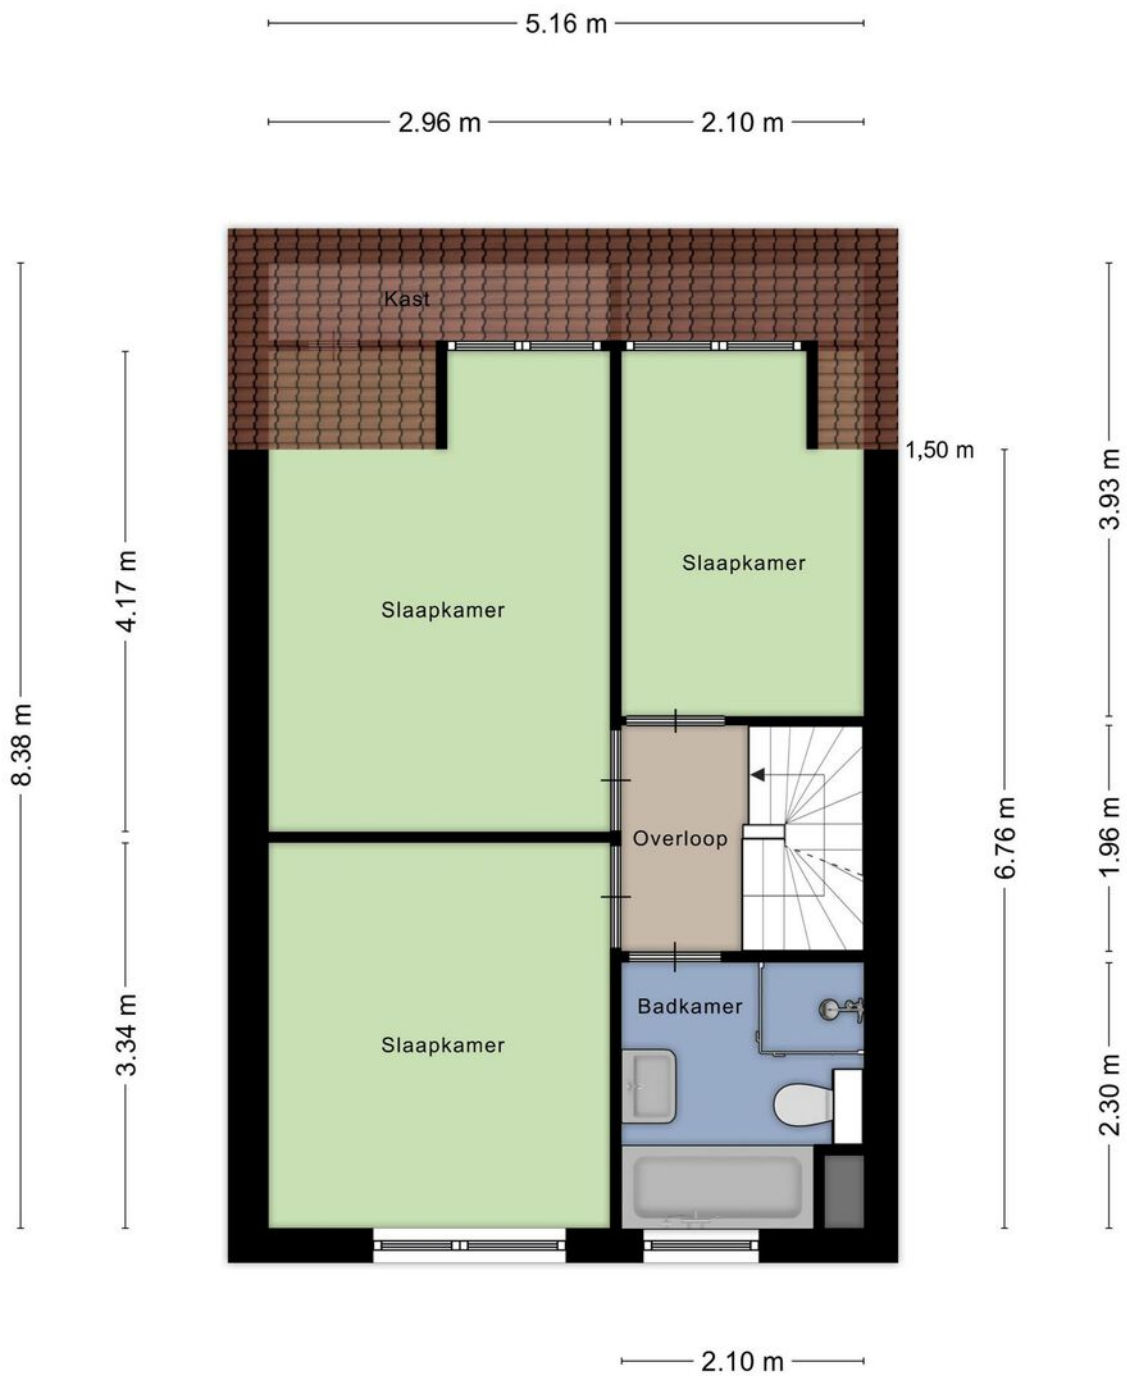 5.16 m
2.96 m
2.10 m
Kast
1,50 m
3.93 m
Slaapkamer
4.17 m
Slaapkamer
8.38 m
Overloop
6.76 m
1.96 m
Badkamer
3.34 m
Slaapkamer
2.30 m
2.10 m